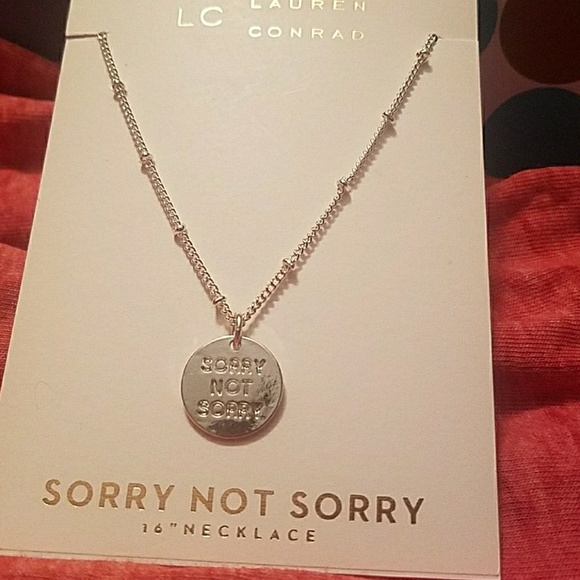 LC LAUREN
CONRAD
SORRY
NOT
SORRY
SORRY NOT SORRY
16" NECKLACE